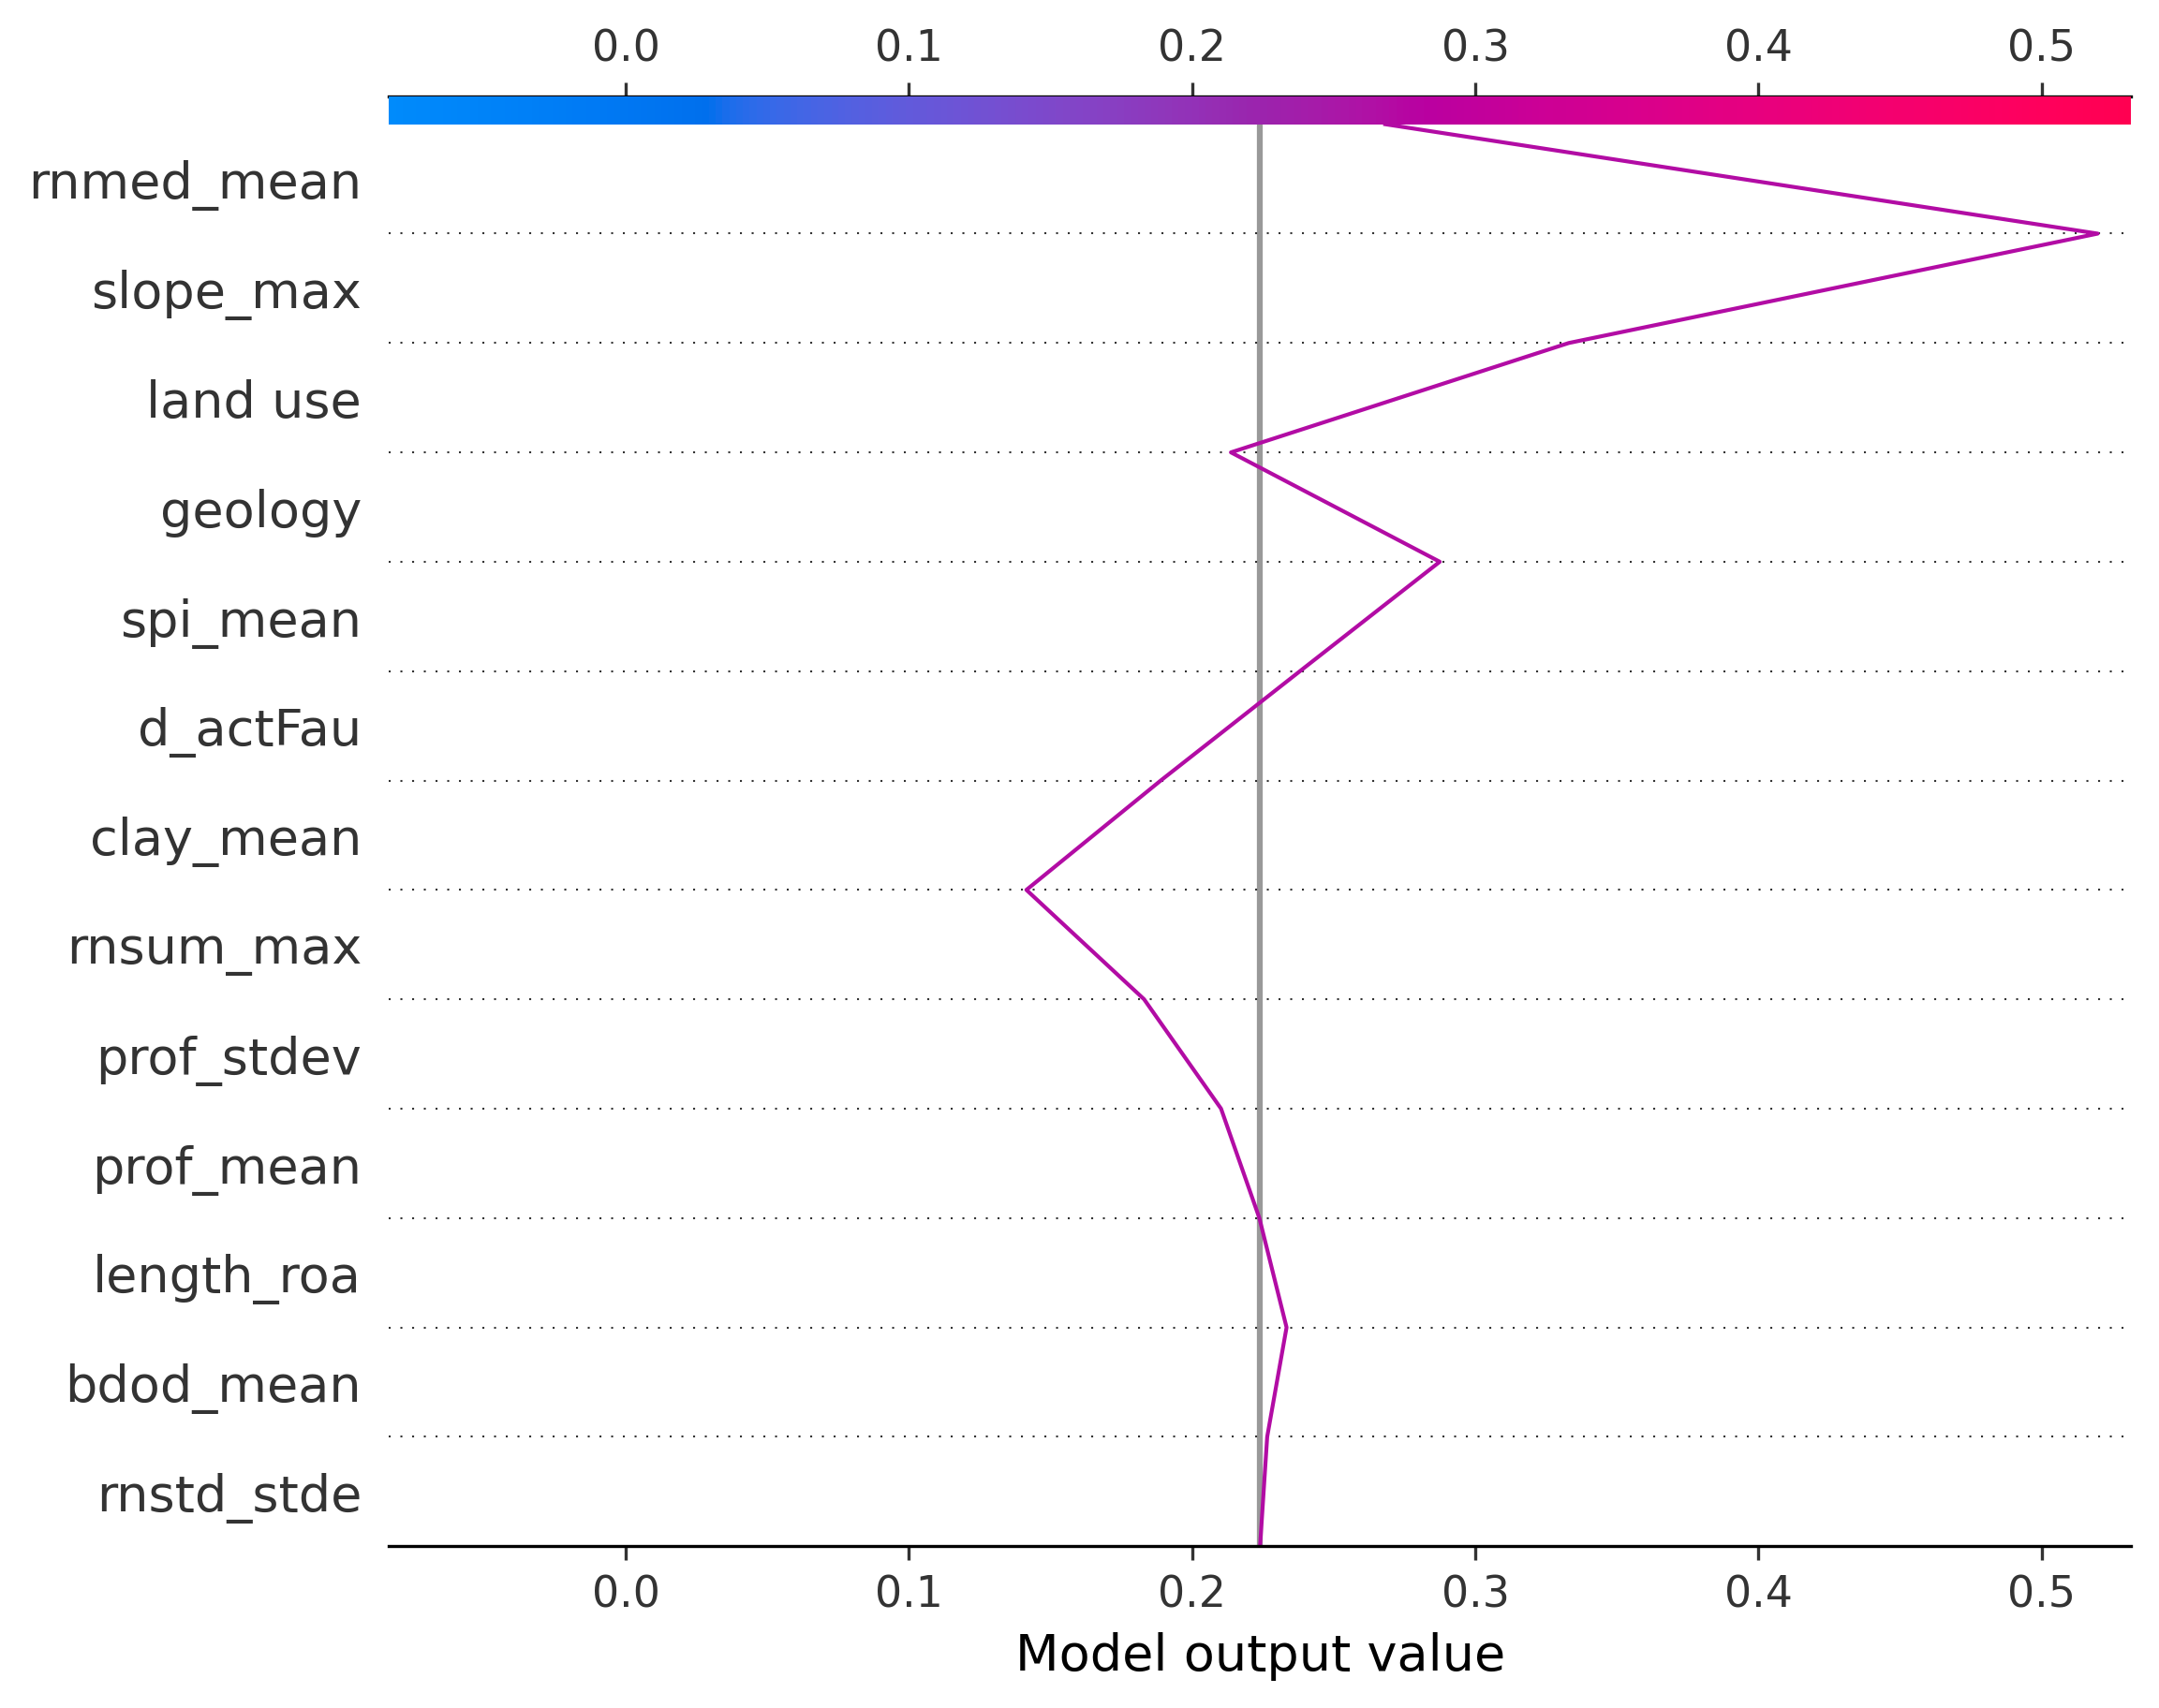 0.0 0.1 0.2 0.3 0.4 0.5
rnmed_mean
slope_max
land use
geology
spi_mean
d_actFau
clay_mean
rnsum_max
prof_stdev
prof_mean
length_roa
bdod_mean
rnstd_stde
0.0 0.1 0.2 0.3 0.4 0.5
Model output value